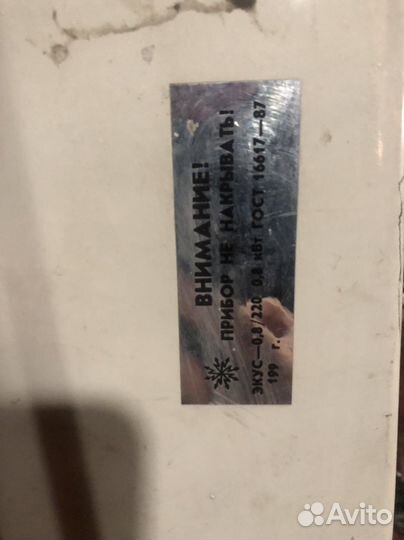 ВНИМАНИЕ!
ПРИБОР НЕ НАКРЫВАТЬ!
ЭКУС—0,8/220 0,8 кВт ГОСТ 16617—87
199 г.
Avito